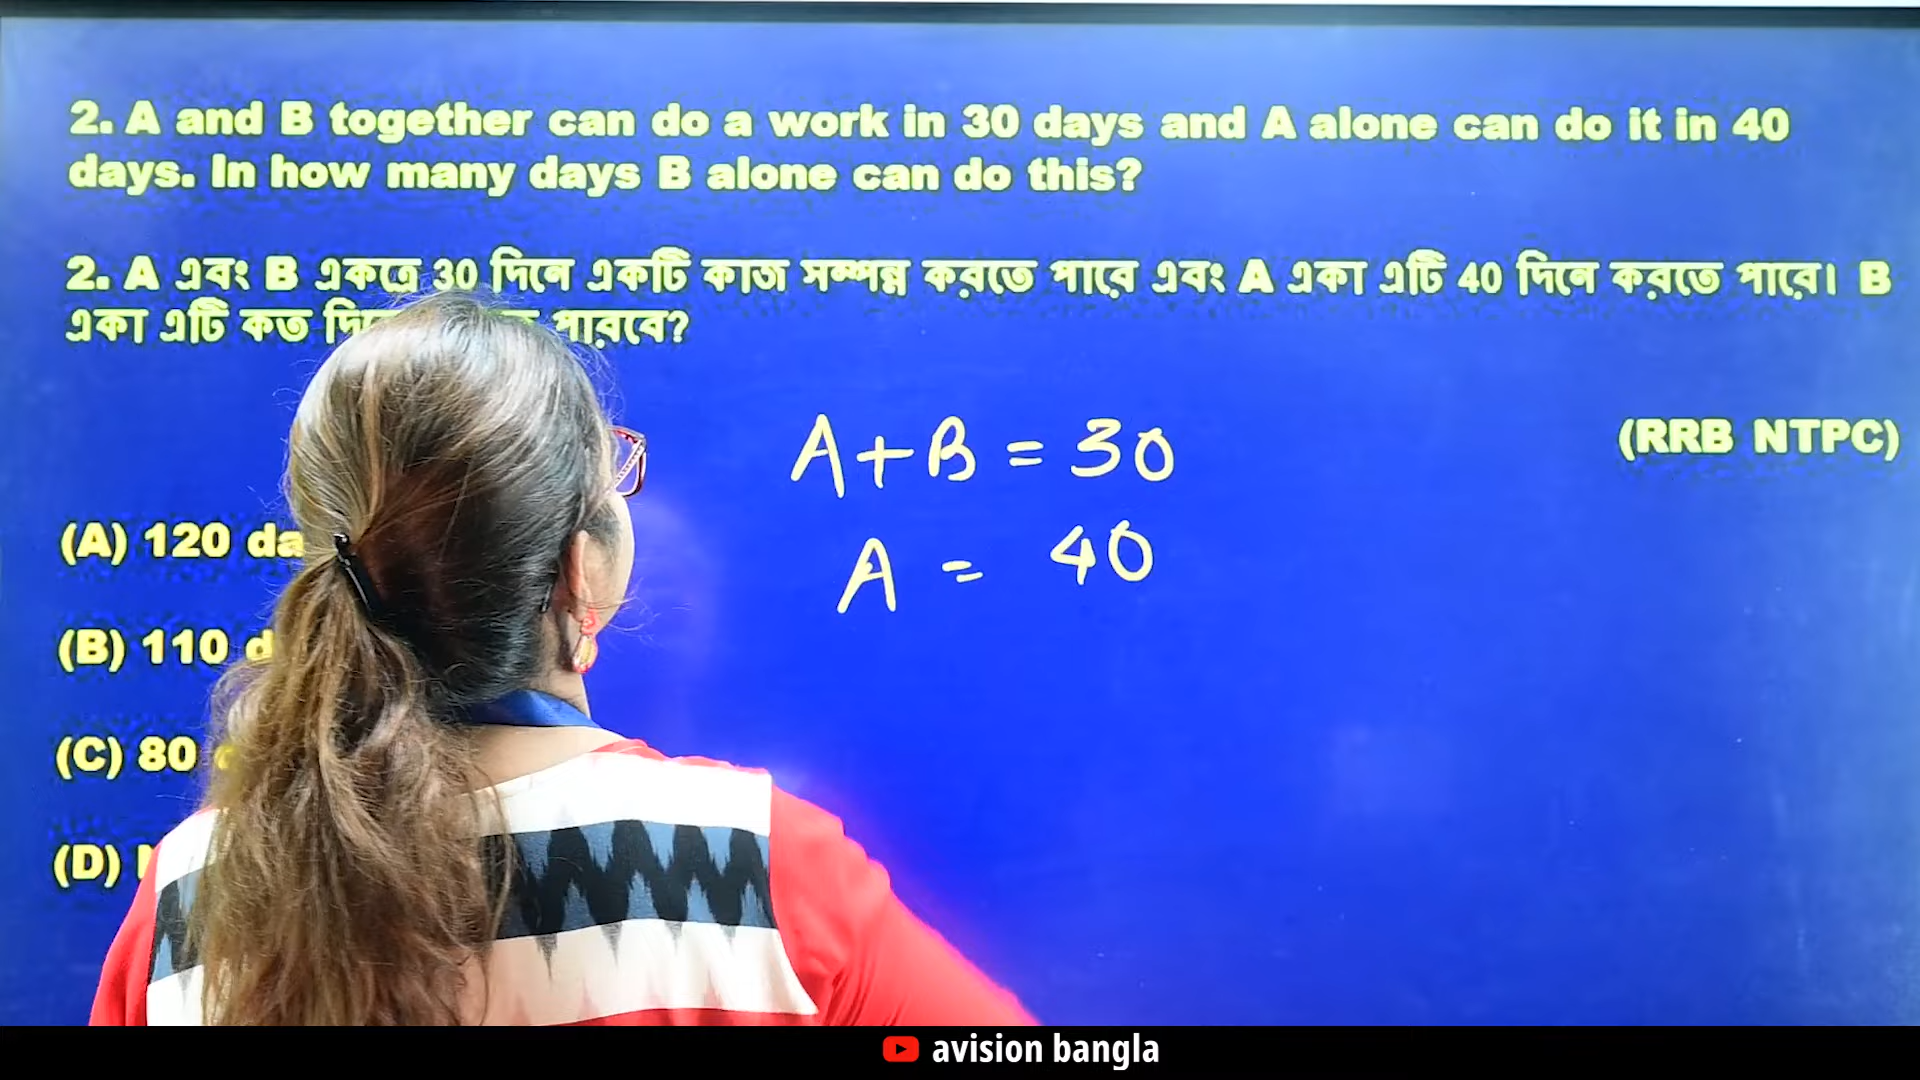 2. A and B together can do a work in 30 days and A alone can do it in 40
days. In how many days B alone can do this?
2. A এবং B একত্রে 30 দিনে একটি কাজ সম্পন্ন করতে পারে এবং A একা এটি 40 দিনে করতে পারে। B
একা এটি কত পারবে?
A+B = 30
(RRB NTPC)
A = 40
(A) 120
(B) 110
(C) 80
(D)
avision bangla